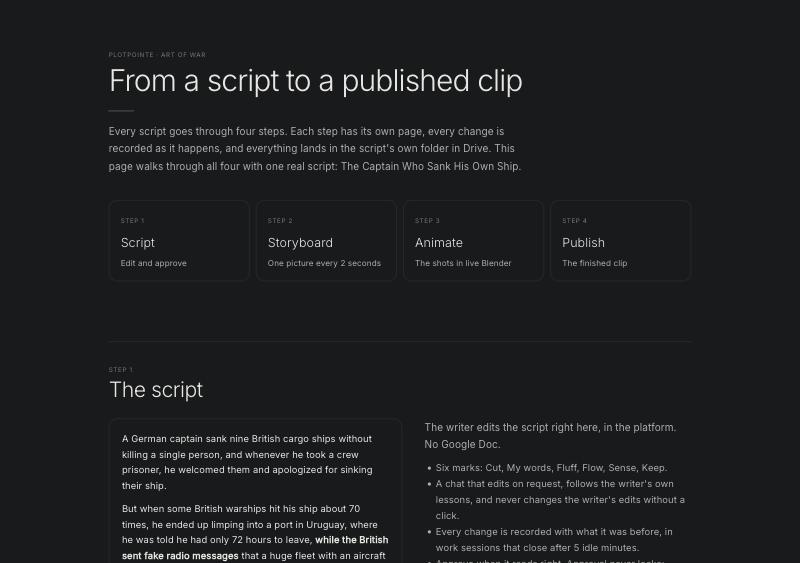 PLOTPOINTE · ART OF WAR
From a script to a published clip
Every script goes through four steps. Each step has its own page, every change is
recorded as it happens, and everything lands in the script's own folder in Drive. This
page walks through all four with one real script: The Captain Who Sank His Own Ship.
STEP 1
Script
Edit and approve
STEP 2
Storyboard
One picture every 2 seconds
STEP 3
Animate
The shots in live Blender
STEP 4
Publish
The finished clip
STEP 1
The script
A German captain sank nine British cargo ships without
killing a single person, and whenever he took a crew
prisoner, he welcomed them and apologized for sinking
their ship.
But when some British warships hit his ship about 70
times, he ended up limping into a port in Uruguay, where
he was told he had only 72 hours to leave, while the British
sent fake radio messages that a huge fleet with an aircraft
The writer edits the script right here, in the platform.
No Google Doc.
• Six marks: Cut, My words, Fluff, Flow, Sense, Keep.
• A chat that edits on request, follows the writer's own
lessons, and never changes the writer's edits without a
click.
• Every change is recorded with what it was before, in
work sessions that close after 5 idle minutes.